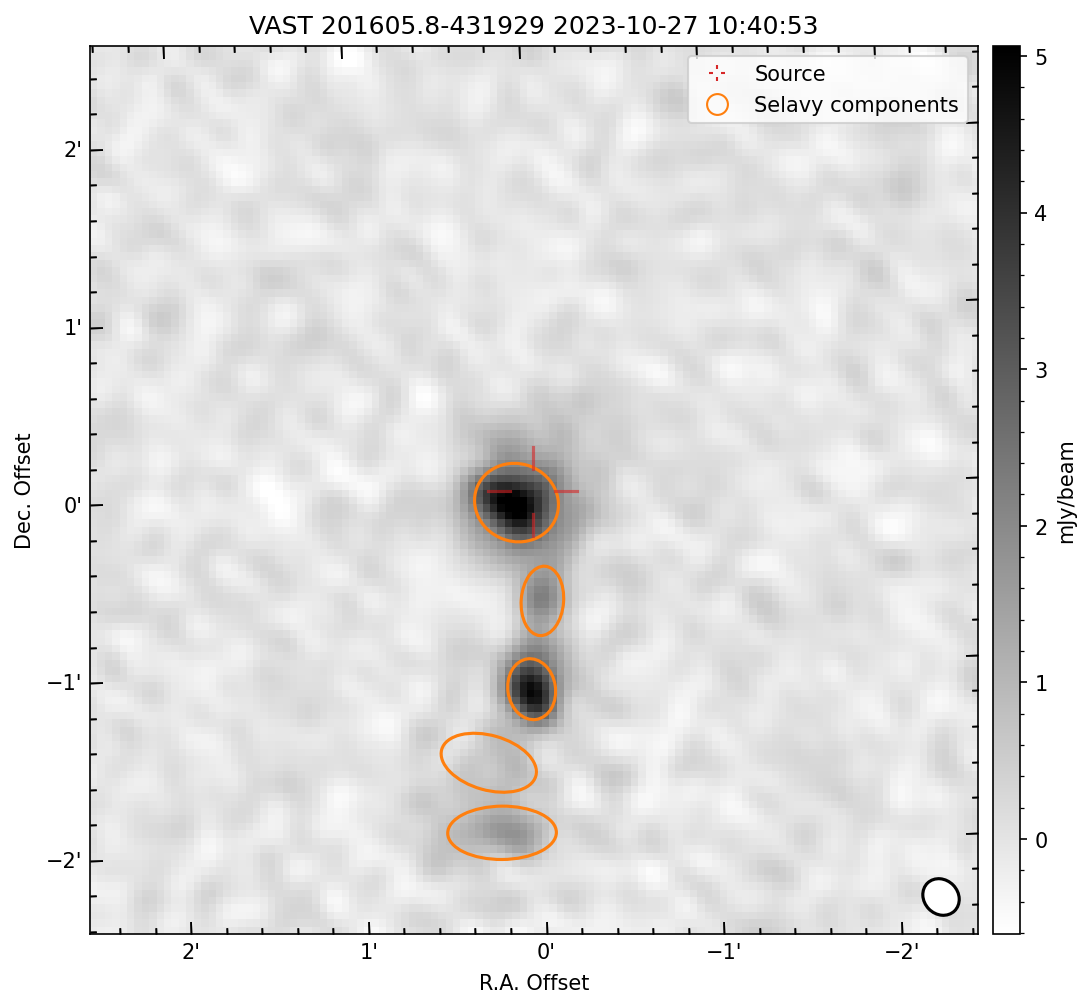 VAST 201605.8-431929 2023-10-27 10:40:53
Source
Selavy components
2'
1'
0'
−1'
−2'
Dec. Offset
2'
1'
0'
−1'
−2'
R.A. Offset
5
4
3
2
1
0
mJy/beam